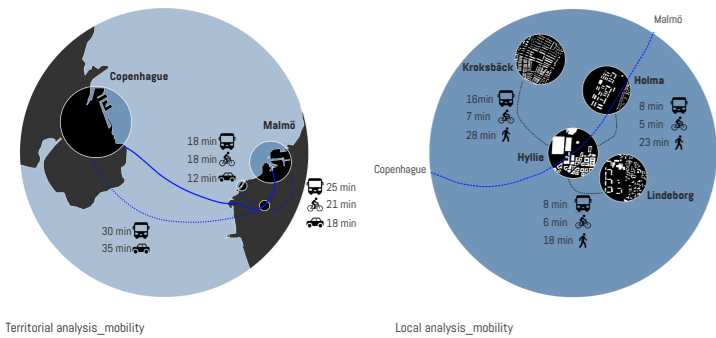 Copenhague
Malmö
18 min
18 min
12 min
25 min
21 min
18 min
30 min
35 min
Territorial analysis_mobility
Malmö
Kroksbäck
Holma
16min
7 min
28 min
8 min
5 min
23 min
Hyllie
Copenhague
Lindeborg
8 min
6 min
18 min
Local analysis_mobility